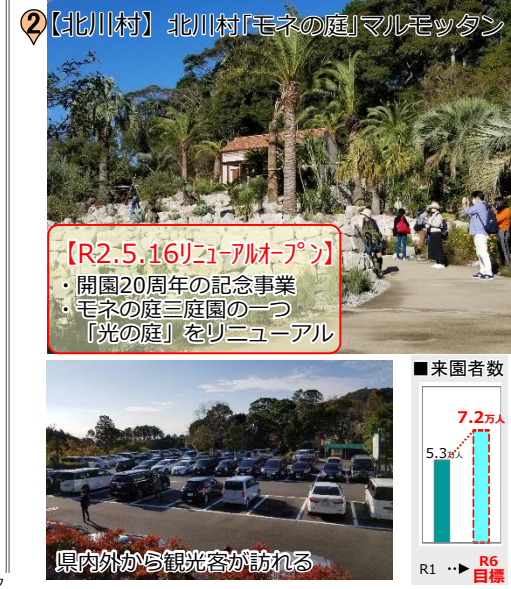 ②【北川村】北川村「モネの庭」マルモッタン
【R2.5.16リニューアルオープン】
・開園20周年の記念事業
・モネの庭三庭園の一つ
「光の庭」をリニューアル
県内外から観光客が訪れる
■来園者数
7.2万人
5.3万人
R1 ‥▶ R6
目標